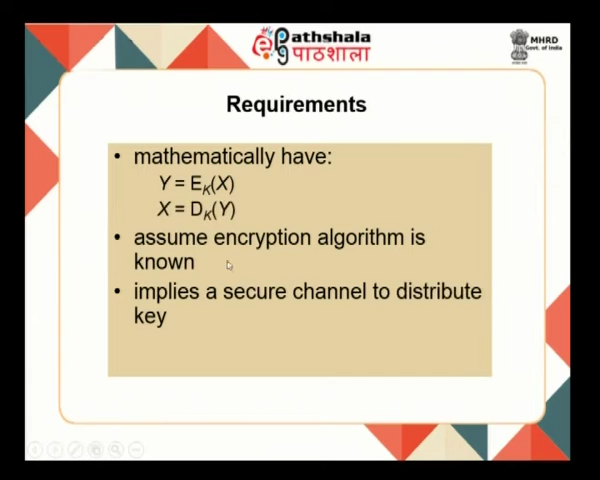 epathshala
पाठशाला
MHRD
Govt. of India
Requirements
• mathematically have:
Y = EK(X)
X = DK(Y)
• assume encryption algorithm is
known
• implies a secure channel to distribute
key